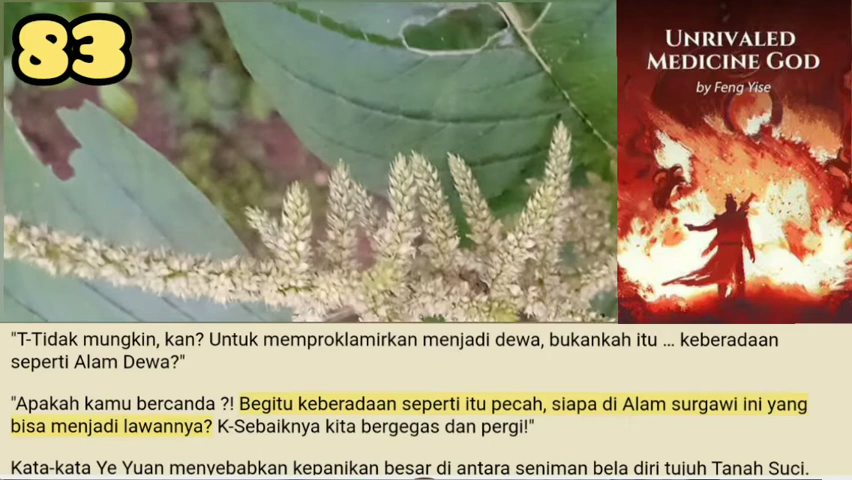 83
UNRIVALED
MEDICINE GOD
by Feng Yise
"T-Tidak mungkin, kan? Untuk memproklamirkan menjadi dewa, bukankah itu ... keberadaan
seperti Alam Dewa?"
"Apakah kamu bercanda ?! Begitu keberadaan seperti itu pecah, siapa di Alam surgawi ini yang
bisa menjadi lawannya? K-Sebaiknya kita bergegas dan pergi!"
Kata-kata Ye Yuan menyebabkan kepanikan besar di antara seniman bela diri tujuh Tanah Suci.